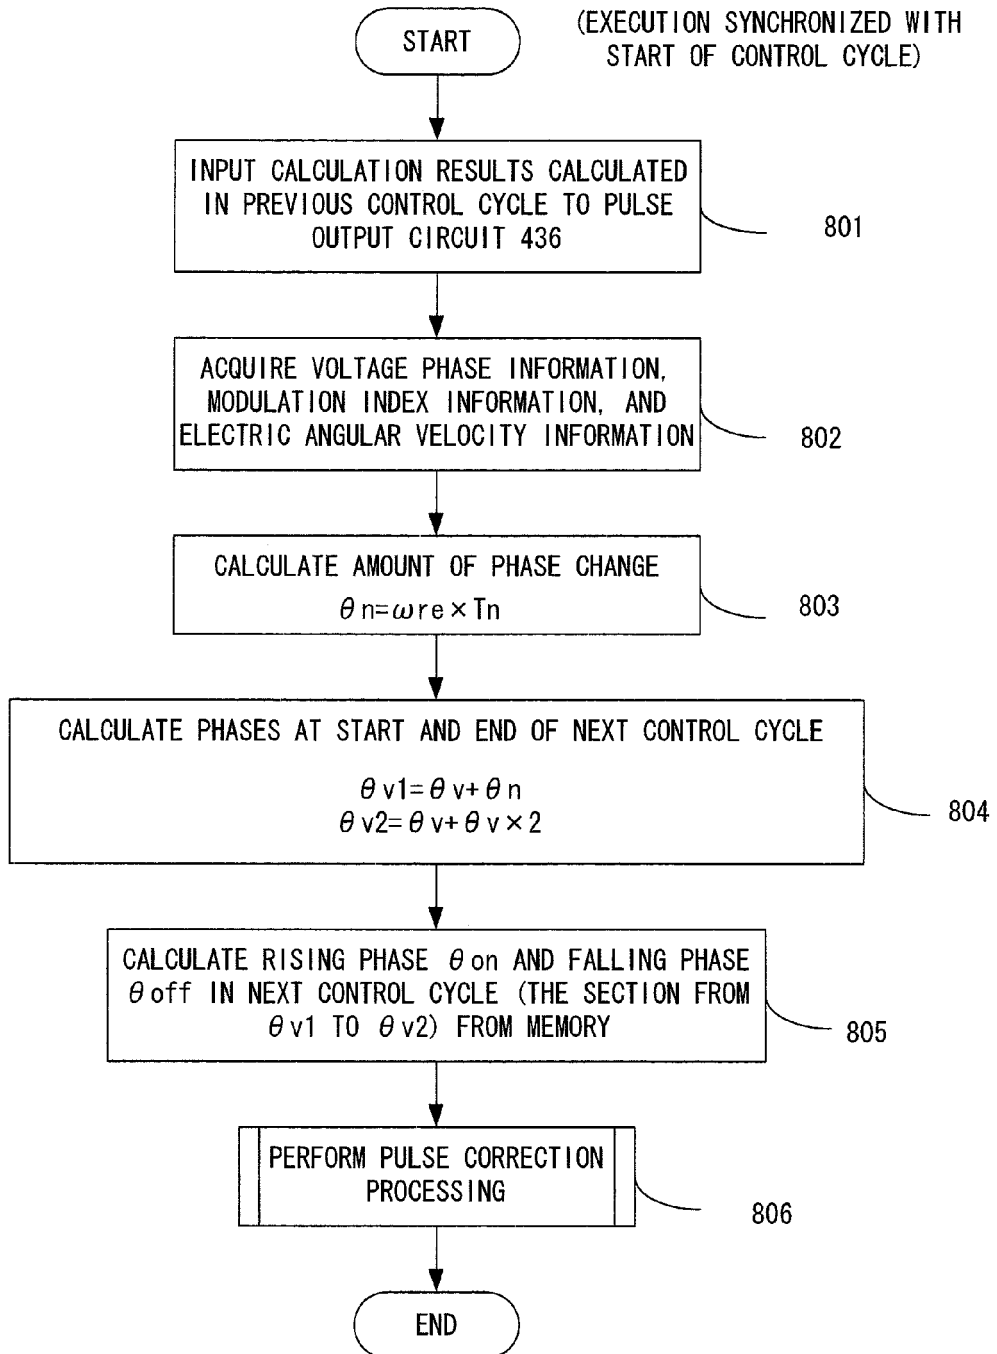 START
(EXECUTION SYNCHRONIZED WITH
START OF CONTROL CYCLE)
INPUT CALCULATION RESULTS CALCULATED
IN PREVIOUS CONTROL CYCLE TO PULSE
OUTPUT CIRCUIT 436
801
ACQUIRE VOLTAGE PHASE INFORMATION,
MODULATION INDEX INFORMATION, AND
ELECTRIC ANGULAR VELOCITY INFORMATION
802
CALCULATE AMOUNT OF PHASE CHANGE
θn=ωre×Tn
803
CALCULATE PHASES AT START AND END OF NEXT CONTROL CYCLE
θv1=θv+θn
θv2=θv+θv×2
804
CALCULATE RISING PHASE θon AND FALLING PHASE
θoff IN NEXT CONTROL CYCLE (THE SECTION FROM
θv1 TO θv2) FROM MEMORY
805
PERFORM PULSE CORRECTION
PROCESSING
806
END